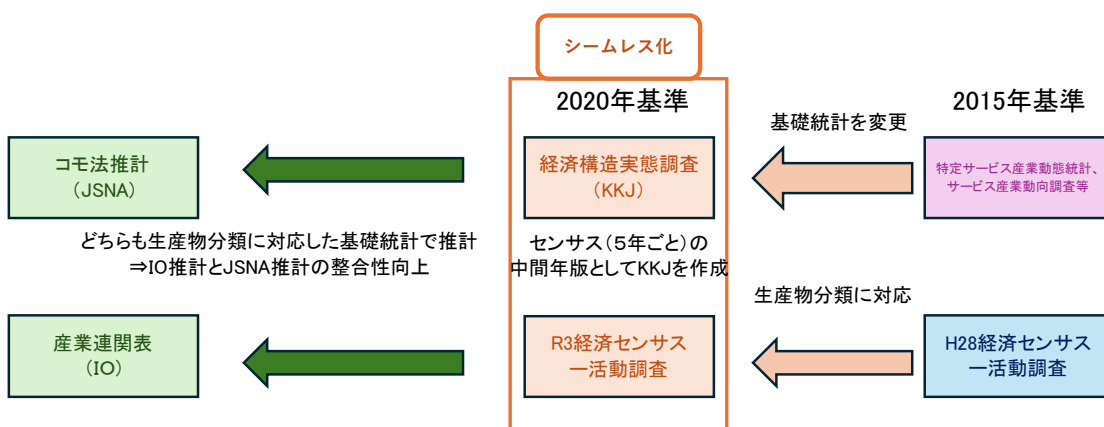 シームレス化
2020年基準
2015年基準
基礎統計を変更
コモ法推計
(JSNA)
経済構造実態調査
(KKJ)
特定サービス産業動態統計、
サービス産業動向調査等
どちらも生産物分類に対応した基礎統計で推計
⇒IO推計とJSNA推計の整合性向上
センサス(5年ごと)の
中間年版としてKKJを作成
生産物分類に対応
産業連関表
(IO)
R3経済センサス
ー活動調査
H28経済センサス
ー活動調査